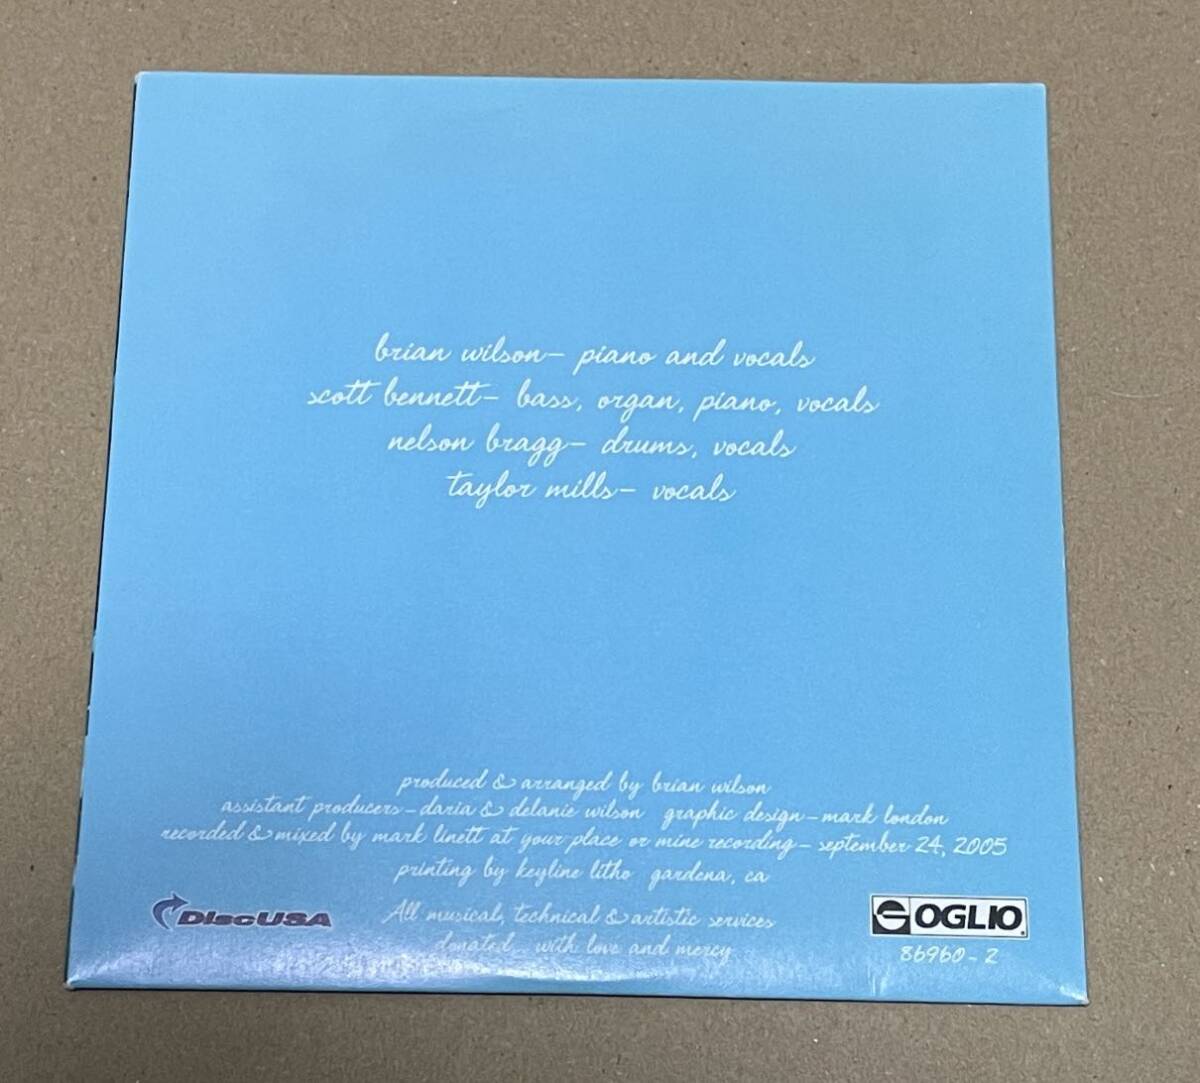 brian wilson- piano and vocals
scott bennett- bass, organ, piano, vocals
nelson bragg- drums, vocals
taylor mills- vocals
produced & arranged by brian wilson
assistant producers-daria & delanie wilson graphic design-mark london
recorded & mixed by mark linett at your place or mine recording- september 24, 2005
printing by keyline litho gardena, ca
All musical, technical & artistic services
donated... with love and mercy
DiscUSA
OGLIO
86960-2